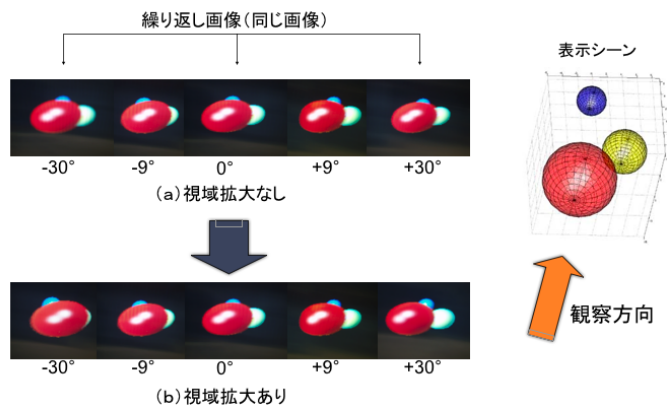 繰り返し画像(同じ画像)
表示シーン
-30° -9° 0° +9° +30°
(a)視域拡大なし
観察方向
-30° -9° 0° +9° +30°
(b)視域拡大あり